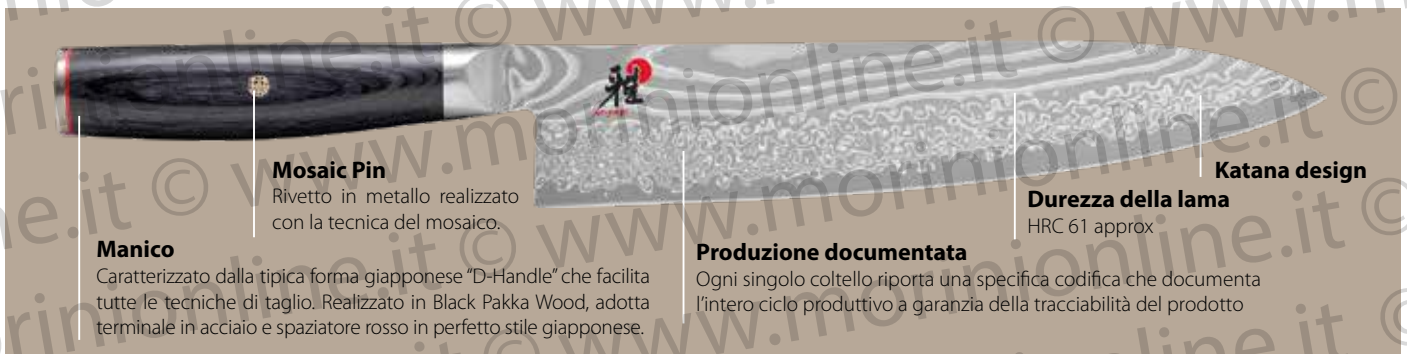 雅
Mosaic Pin
Rivetto in metallo realizzato
con la tecnica del mosaico.
Manico
Caratterizzato dalla tipica forma giapponese “D-Handle” che facilita
tutte le tecniche di taglio. Realizzato in Black Pakka Wood, adotta
terminale in acciaio e spaziatore rosso in perfetto stile giapponese.
Katana design
Durezza della lama
HRC 61 approx
Produzione documentata
Ogni singolo coltello riporta una specifica codifica che documenta
l’intero ciclo produttivo a garanzia della tracciabilità del prodotto
© www.morinionline.it ©